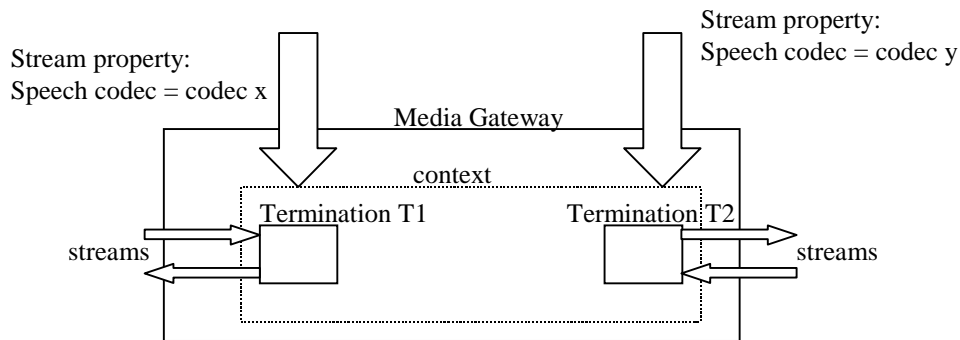 Stream property:
Speech codec = codec x
Stream property:
Speech codec = codec y
Media Gateway
context
Termination T1
Termination T2
streams
streams